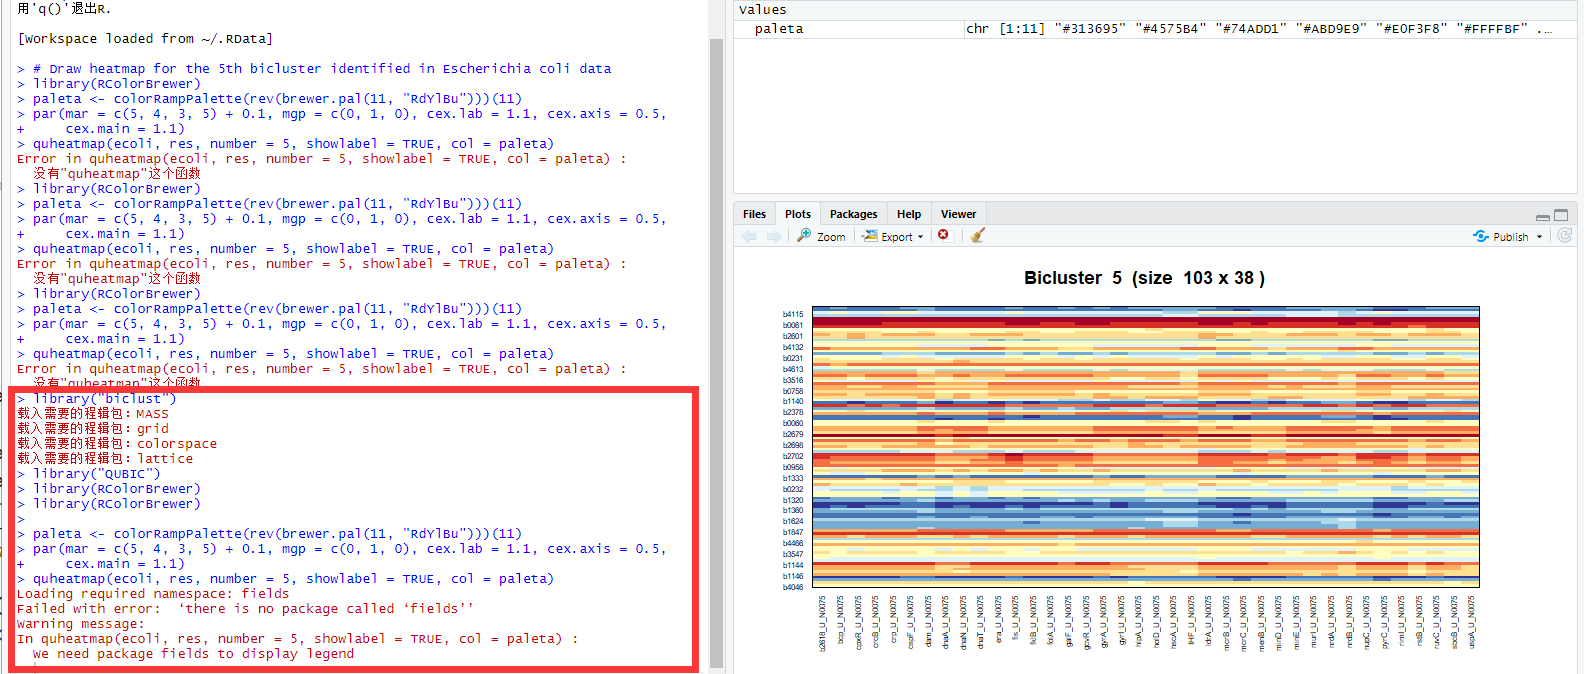 用'q()'退出R.
[Workspace loaded from ~/.RData]
> # Draw heatmap for the 5th bicluster identified in Escherichia coli data
> library(RColorBrewer)
> paleta <- colorRampPalette(rev(brewer.pal(11, "RdYlBu")))(11)
> par(mar = c(5, 4, 3, 5) + 0.1, mgp = c(0, 1, 0), cex.lab = 1.1, cex.axis = 0.5,
+     cex.main = 1.1)
> quheatmap(ecoli, res, number = 5, showlabel = TRUE, col = paleta)
Error in quheatmap(ecoli, res, number = 5, showlabel = TRUE, col = paleta) :
  没有"quheatmap"这个函数
> library(RColorBrewer)
> paleta <- colorRampPalette(rev(brewer.pal(11, "RdYlBu")))(11)
> par(mar = c(5, 4, 3, 5) + 0.1, mgp = c(0, 1, 0), cex.lab = 1.1, cex.axis = 0.5,
+     cex.main = 1.1)
> quheatmap(ecoli, res, number = 5, showlabel = TRUE, col = paleta)
Error in quheatmap(ecoli, res, number = 5, showlabel = TRUE, col = paleta) :
  没有"quheatmap"这个函数
> library(RColorBrewer)
> paleta <- colorRampPalette(rev(brewer.pal(11, "RdYlBu")))(11)
> par(mar = c(5, 4, 3, 5) + 0.1, mgp = c(0, 1, 0), cex.lab = 1.1, cex.axis = 0.5,
+     cex.main = 1.1)
> quheatmap(ecoli, res, number = 5, showlabel = TRUE, col = paleta)
Error in quheatmap(ecoli, res, number = 5, showlabel = TRUE, col = paleta) :
  没有"quheatmap"这个函数
> library("biclust")
载入需要的程辑包：MASS
载入需要的程辑包：grid
载入需要的程辑包：colorspace
载入需要的程辑包：lattice
> library("QUBIC")
> library(RColorBrewer)
> library(RColorBrewer)
>
> paleta <- colorRampPalette(rev(brewer.pal(11, "RdYlBu")))(11)
> par(mar = c(5, 4, 3, 5) + 0.1, mgp = c(0, 1, 0), cex.lab = 1.1, cex.axis = 0.5,
+     cex.main = 1.1)
> quheatmap(ecoli, res, number = 5, showlabel = TRUE, col = paleta)
Loading required namespace: fields
Failed with error:  ‘there is no package called ‘fields’’
Warning message:
In quheatmap(ecoli, res, number = 5, showlabel = TRUE, col = paleta) :
  we need package fields to display legend
Values
paleta chr [1:11] "#313695" "#4575B4" "#74ADD1" "#ABD9E9" "#E0F3F8" "#FFFFBF" ...
Files Plots Packages Help Viewer
Zoom Export Publish
Bicluster 5 (size 103 x 38 )
b4115
b0061
b2601
b4132
b0231
b4613
b3516
b0758
b1140
b2378
b0060
b2679
b2698
b2702
b0958
b1333
b0232
b1320
b1360
b1624
b1847
b4466
b3547
b1144
b1146
b4046
b2618_U_N0075
bcp_U_N0075
cpxR_U_N0075
crcB_U_N0075
crp_U_N0075
cspF_U_N0075
dam_U_N0075
dnaA_U_N0075
dnaN_U_N0075
dnaT_U_N0075
era_U_N0075
fis_U_N0075
fklB_U_N0075
folA_U_N0075
galF_U_N0075
gcvR_U_N0075
gyrA_U_N0075
gyrI_U_N0075
hlpA_U_N0075
holD_U_N0075
hscA_U_N0075
IHF_U_N0075
ldrA_U_N0075
mcrB_U_N0075
mcrC_U_N0075
menB_U_N0075
minD_U_N0075
minE_U_N0075
murI_U_N0075
nrdA_U_N0075
nrdB_U_N0075
nupC_U_N0075
pyrC_U_N0075
rimI_U_N0075
rstB_U_N0075
ruvC_U_N0075
sbcB_U_N0075
uspA_U_N0075